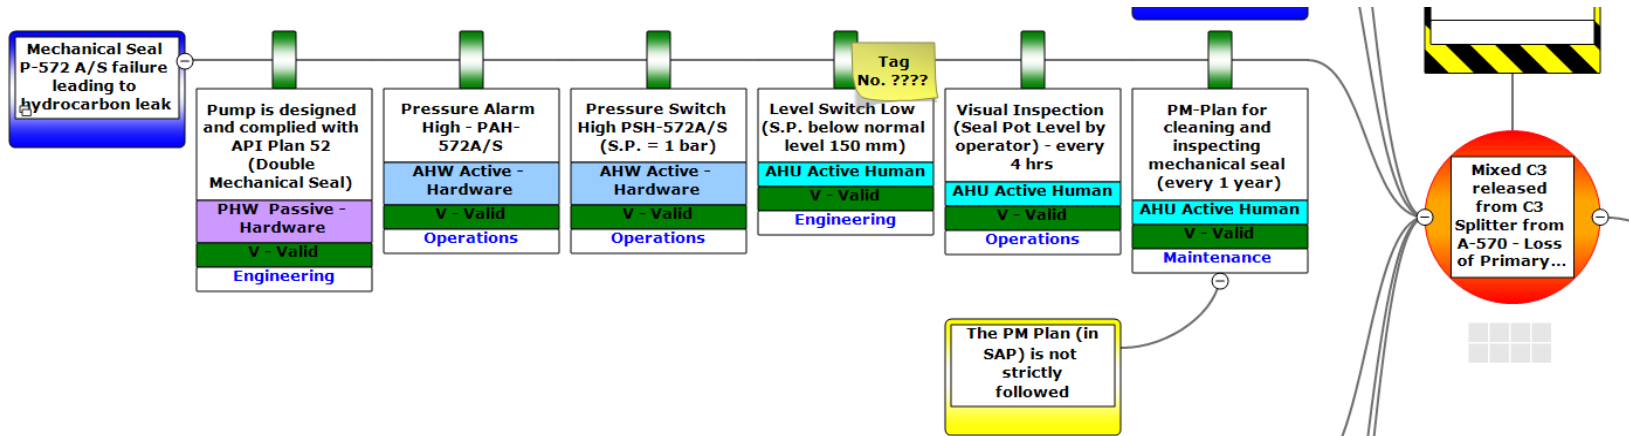 Mechanical Seal
P-572 A/S failure
leading to
hydrocarbon leak
Pump is designed
and complied with
API Plan 52
(Double
Mechanical Seal)
PHW  Passive -
Hardware
V - Valid
Engineering
Pressure Alarm
High - PAH-
572A/S
AHW Active -
Hardware
V - Valid
Operations
Pressure Switch
High PSH-572A/S
(S.P. = 1 bar)
AHW Active -
Hardware
V - Valid
Operations
Tag
No. ????
Level Switch Low
(S.P. below normal
level 150 mm)
AHU Active Human
V - Valid
Engineering
Visual Inspection
(Seal Pot Level by
operator) - every
4 hrs
AHU Active Human
V - Valid
Operations
PM-Plan for
cleaning and
inspecting
mechanical seal
(every 1 year)
AHU Active Human
V - Valid
Maintenance
The PM Plan (in
SAP) is not
strictly
followed
Mixed C3
released
from C3
Splitter from
A-570 - Loss
of Primary...